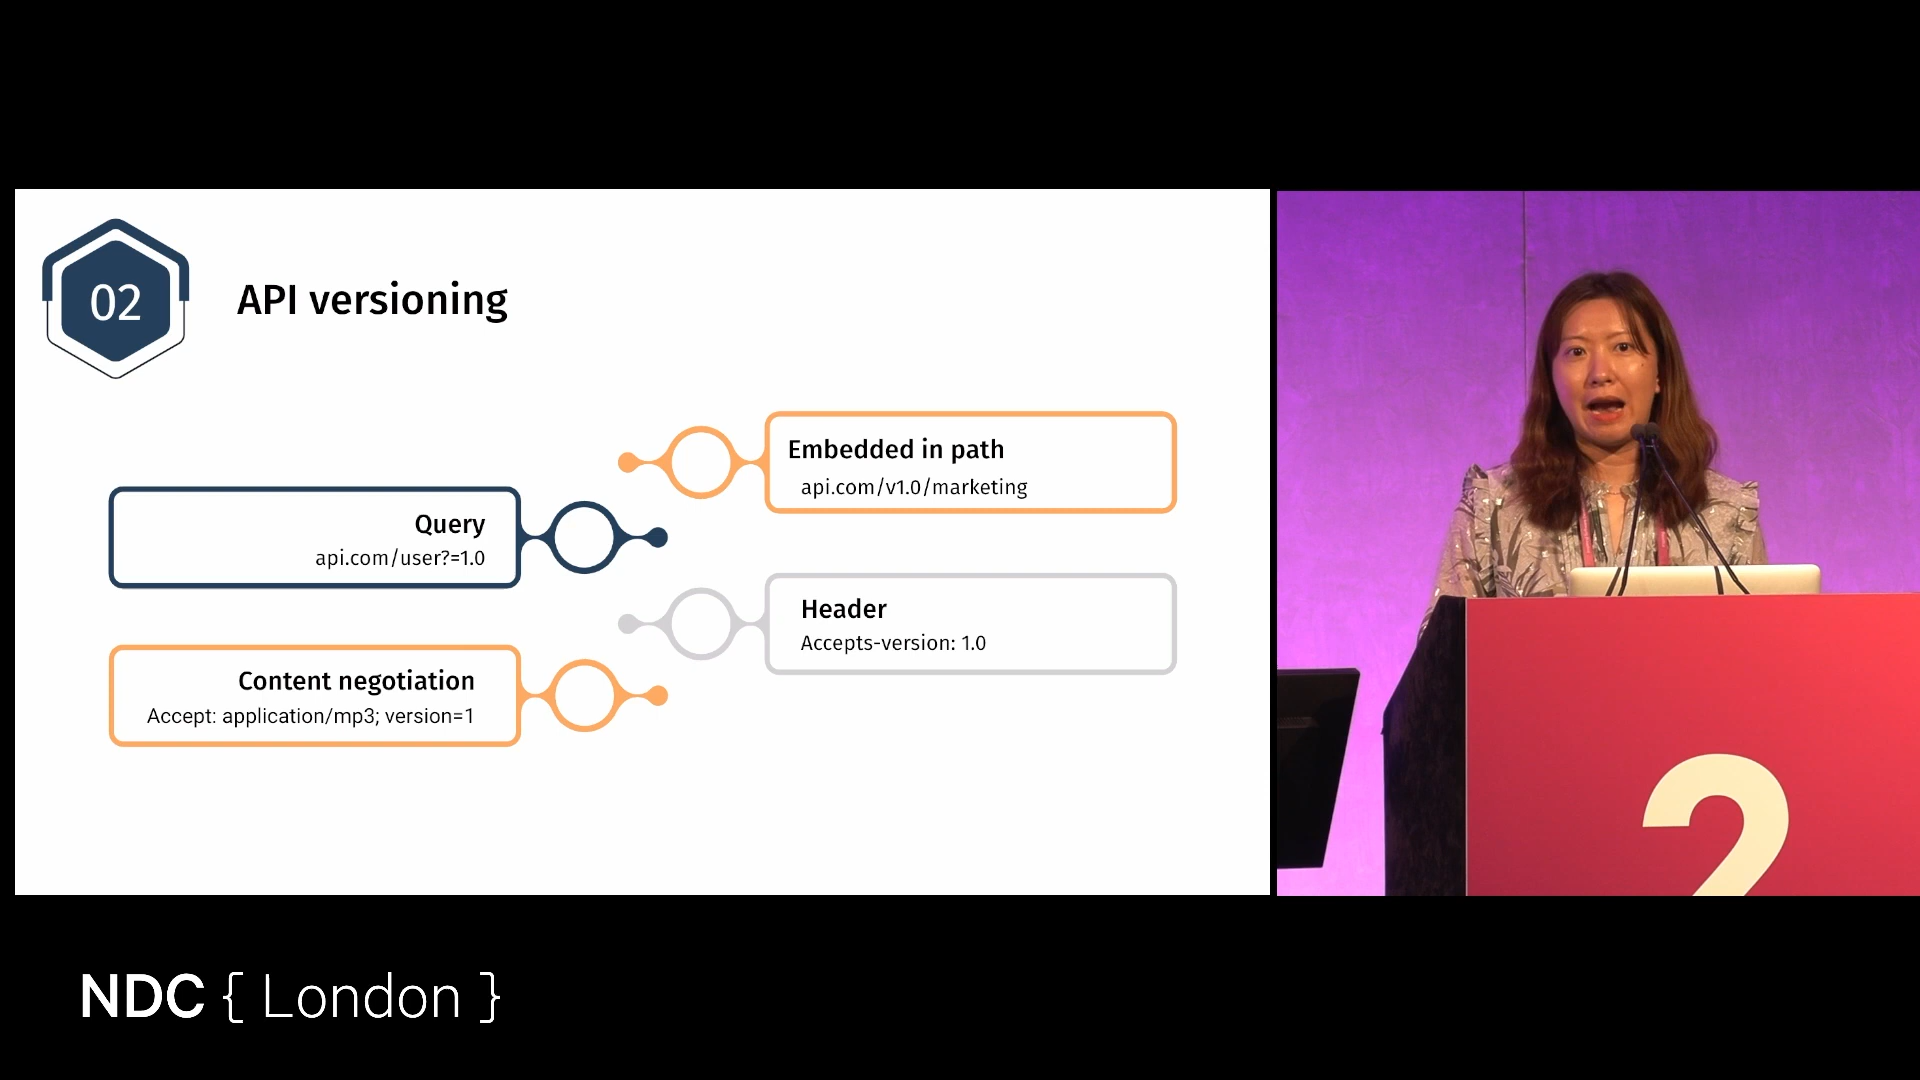 02
API versioning
Embedded in path
api.com/v1.0/marketing
Query
api.com/user?=1.0
Header
Accepts-version: 1.0
Content negotiation
Accept: application/mp3; version=1
2
NDC { London }